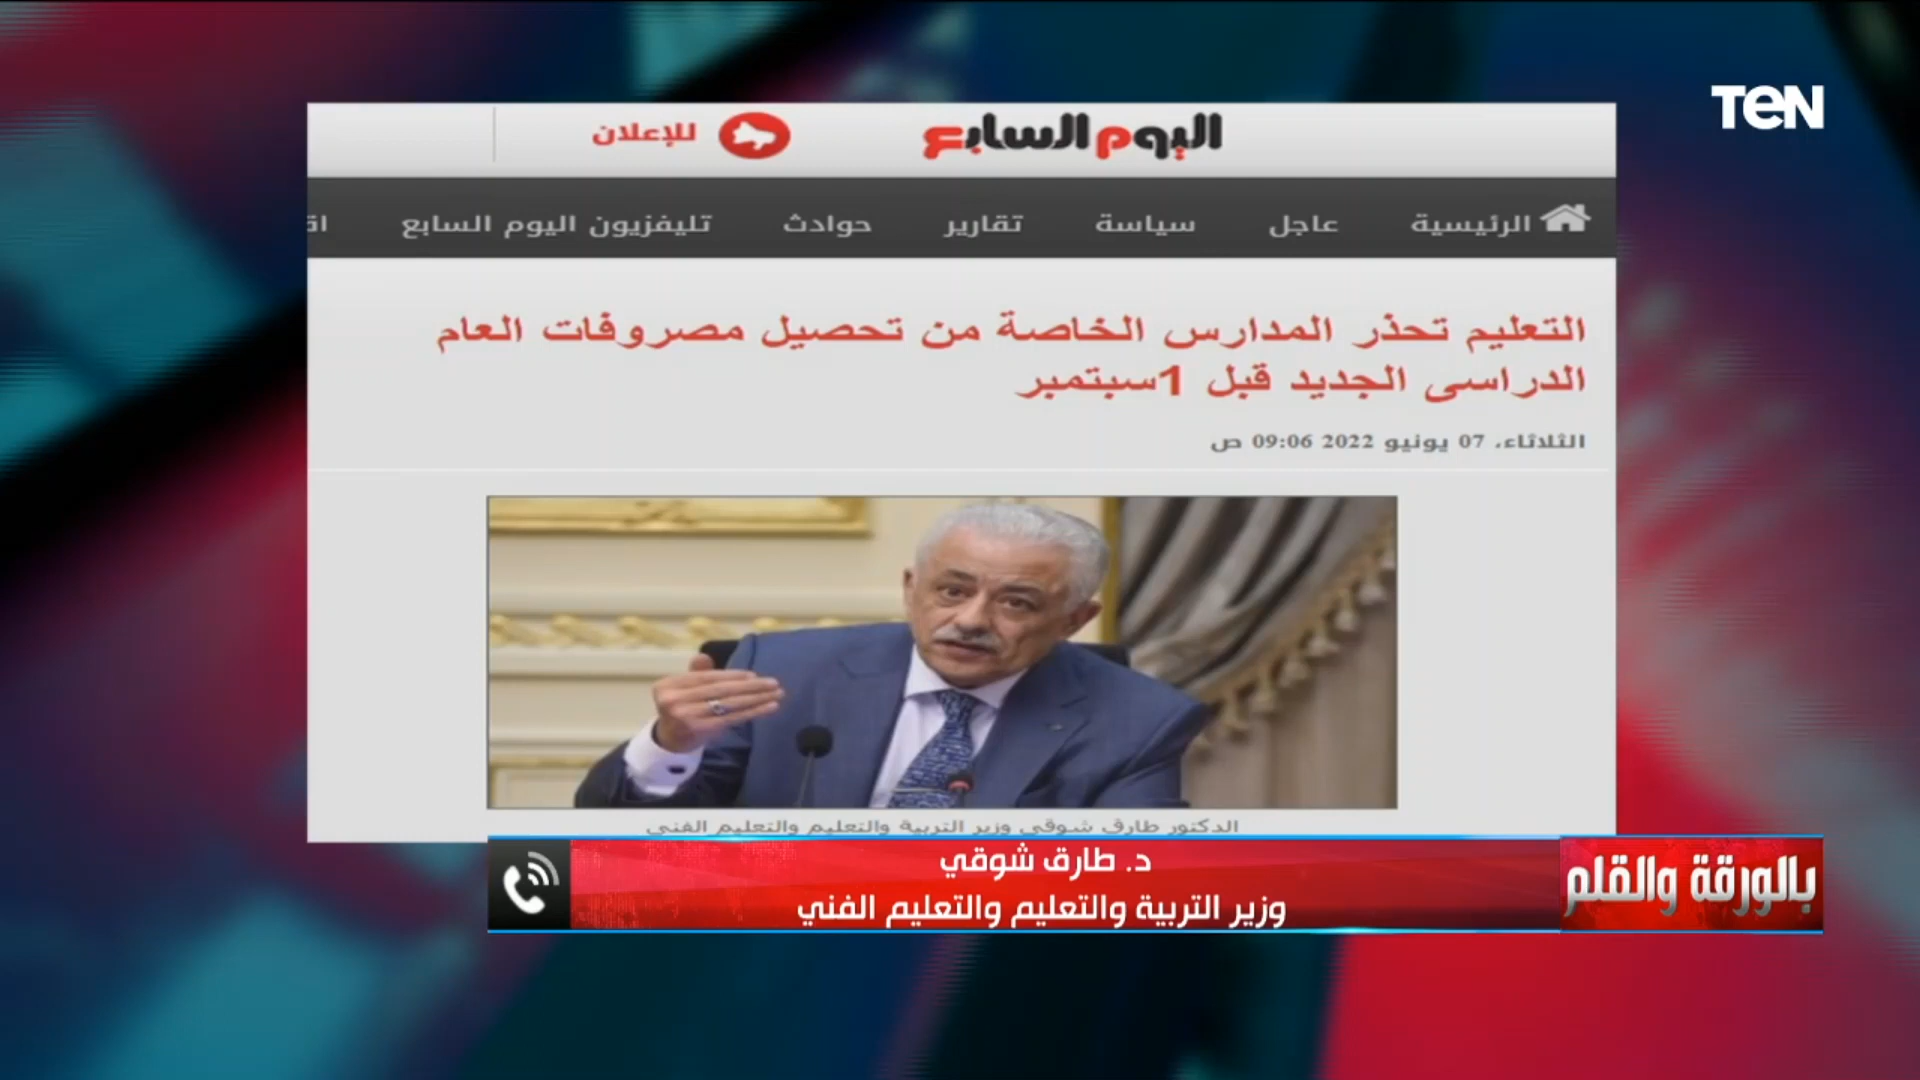 TeN
اليوم السابع
للإعلان
الرئيسية عاجل سياسة تقارير حوادث تليفزيون اليوم السابع
التعليم تحذر المدارس الخاصة من تحصيل مصروفات العام
الدراسى الجديد قبل 1سبتمبر
الثلاثاء، 07 يونيو 2022 09:06 ص
الدكتور طارق شوقى وزير التربية والتعليم والتعليم الفنى
د. طارق شوقي
وزير التربية والتعليم والتعليم الفني
بالورقة والقلم